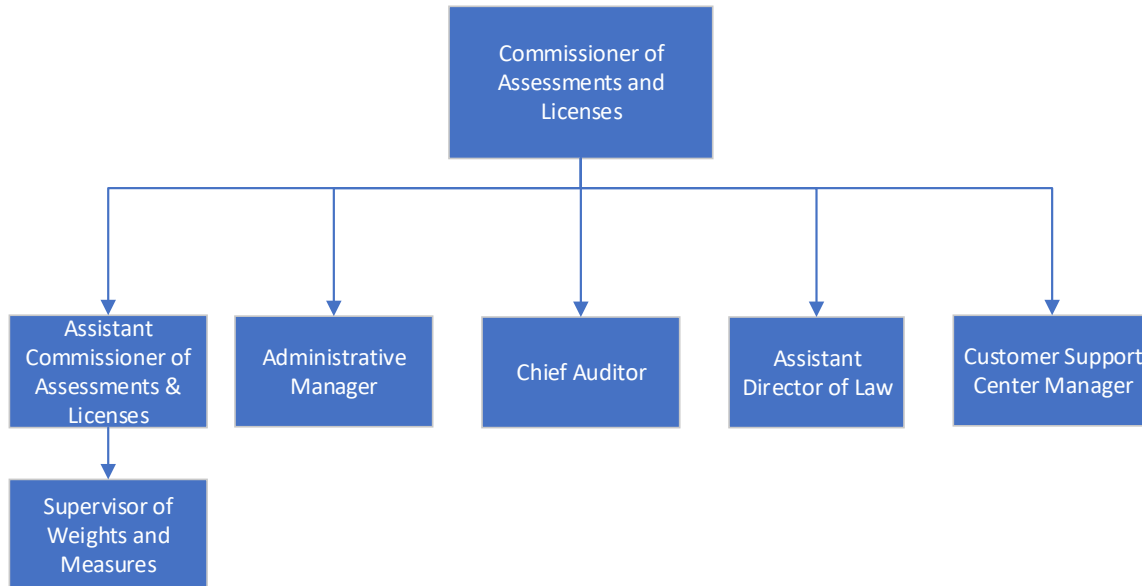 Commissioner of
Assessments and
Licenses
Assistant
Commissioner of
Assessments &
Licenses
Administrative
Manager
Chief Auditor
Assistant
Director of Law
Customer Support
Center Manager
Supervisor of
Weights and
Measures